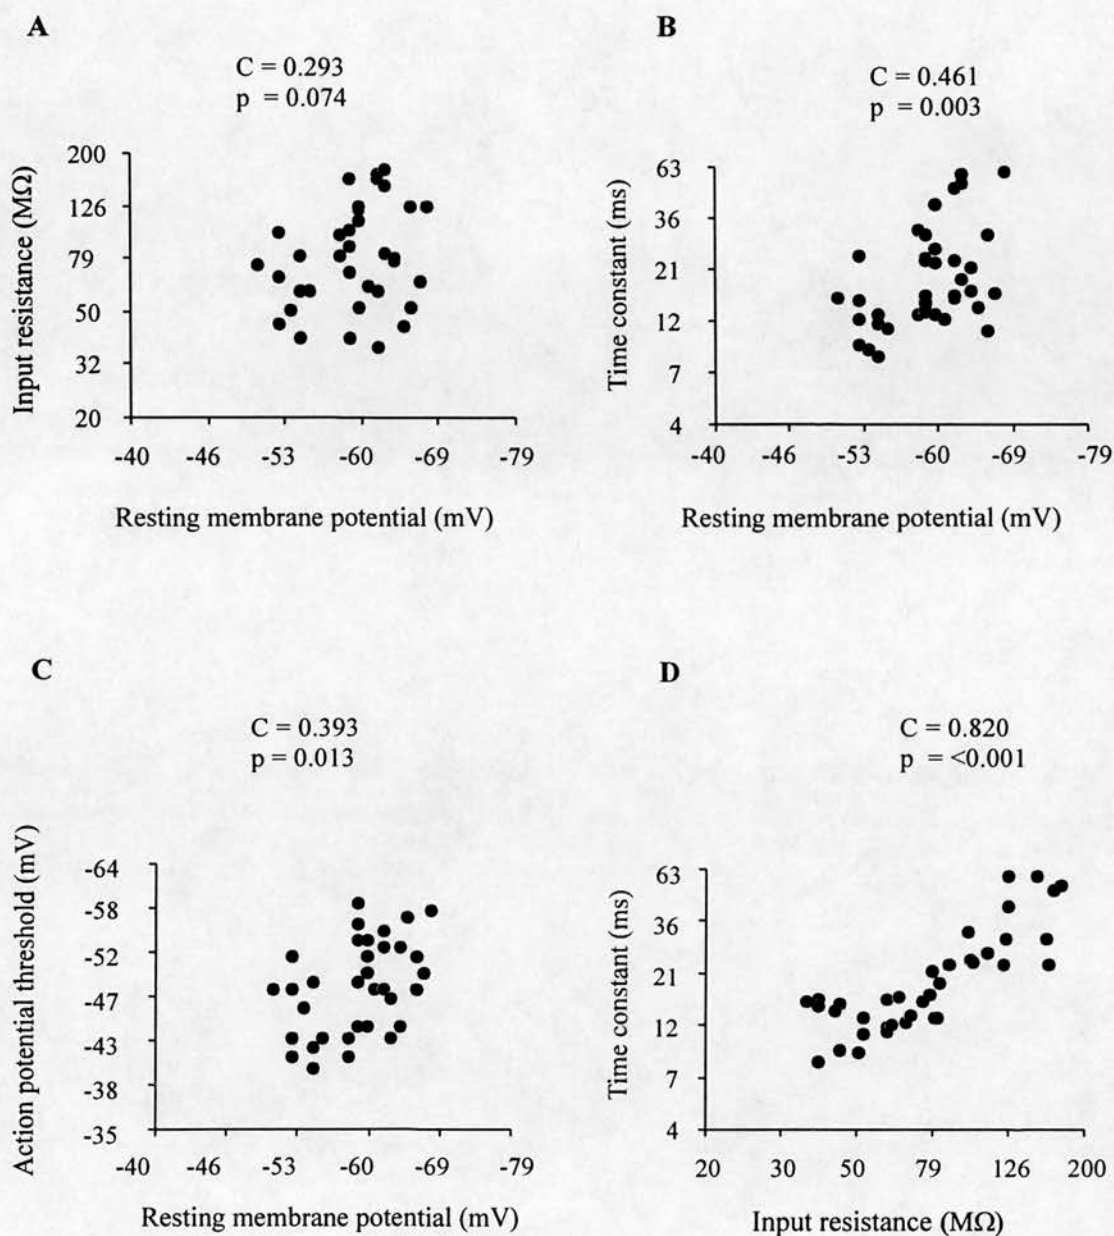 A
C = 0.293
p = 0.074
Input resistance (MΩ)
200
126
79
50
32
20
-40 -46 -53 -60 -69 -79
Resting membrane potential (mV)
B
C = 0.461
p = 0.003
Time constant (ms)
63
36
21
12
7
4
-40 -46 -53 -60 -69 -79
Resting membrane potential (mV)
C
C = 0.393
p = 0.013
Action potential threshold (mV)
-64
-58
-52
-47
-43
-38
-35
-40 -46 -53 -60 -69 -79
Resting membrane potential (mV)
D
C = 0.820
p = <0.001
Time constant (ms)
63
36
21
12
7
4
20 30 50 79 126 200
Input resistance (MΩ)